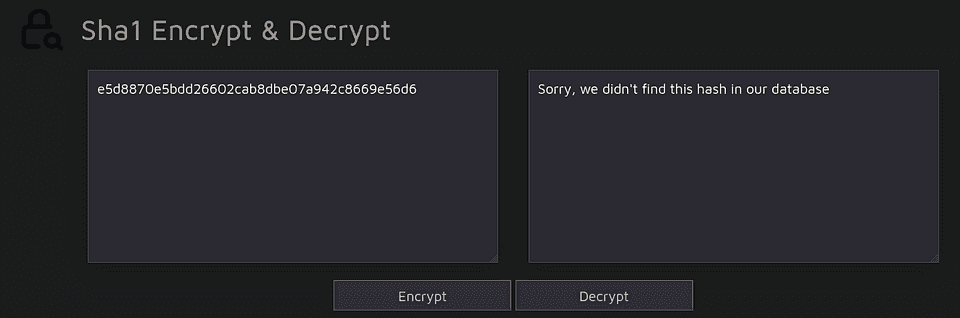 Sha1 Encrypt & Decrypt
e5d8870e5bdd26602cab8dbe07a942c8669e56d6
Sorry, we didn't find this hash in our database
Encrypt
Decrypt